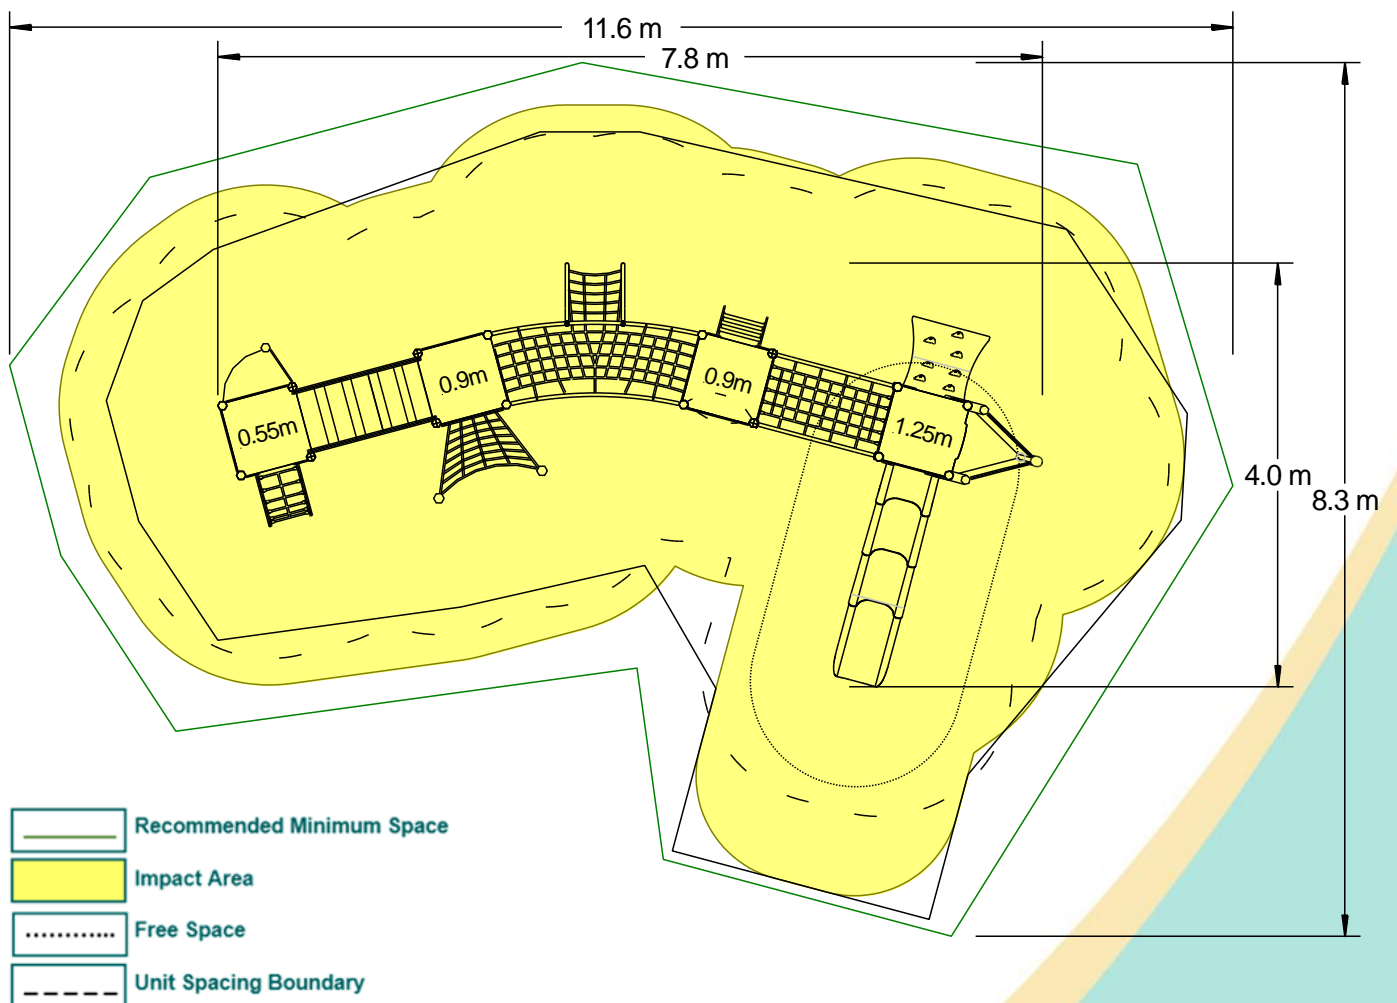 11.6 m
7.8 m
0.9m
0.9m
0.55m
1.25m
4.0 m
8.3 m
Recommended Minimum Space
Impact Area
Free Space
Unit Spacing Boundary